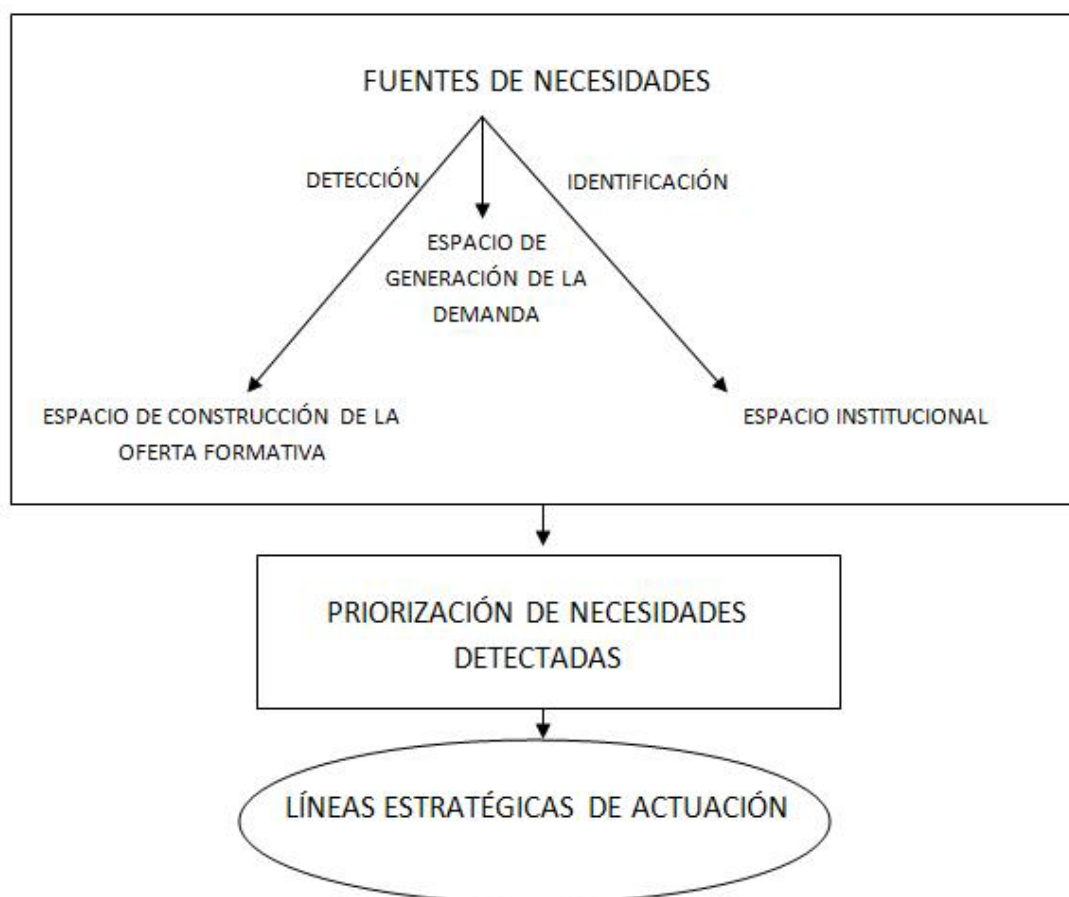 FUENTES DE NECESIDADES
DETECCIÓN
IDENTIFICACIÓN
ESPACIO DE
GENERACIÓN DE LA
DEMANDA
ESPACIO DE CONSTRUCCIÓN DE LA
OFERTA FORMATIVA
ESPACIO INSTITUCIONAL
PRIORIZACIÓN DE NECESIDADES
DETECTADAS
LÍNEAS ESTRATÉGICAS DE ACTUACIÓN